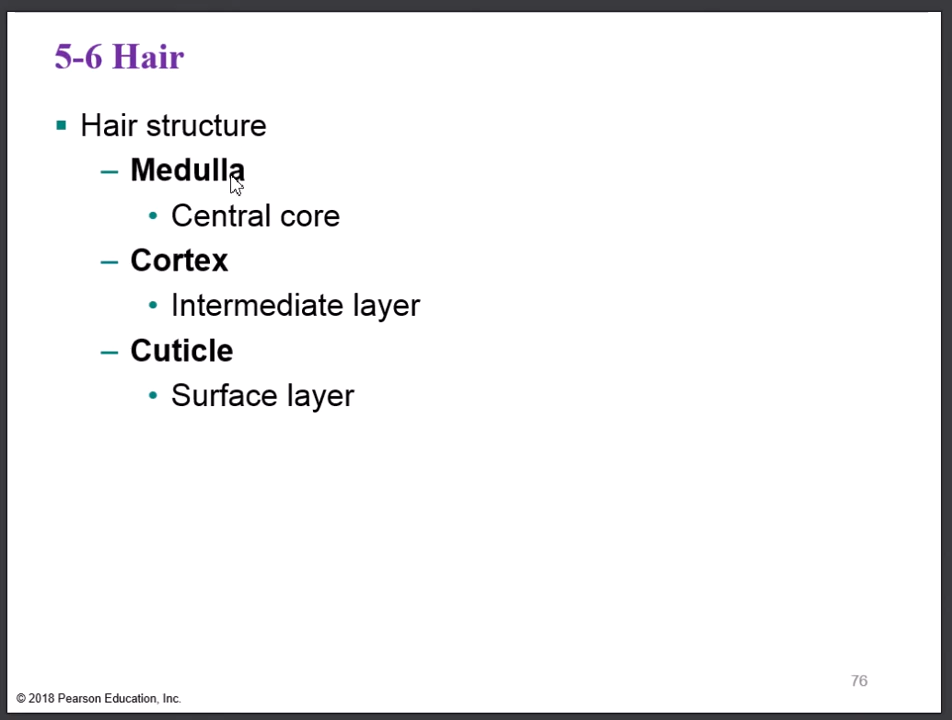 5-6 Hair
▪ Hair structure
– Medulla
• Central core
– Cortex
• Intermediate layer
– Cuticle
• Surface layer
76
© 2018 Pearson Education, Inc.